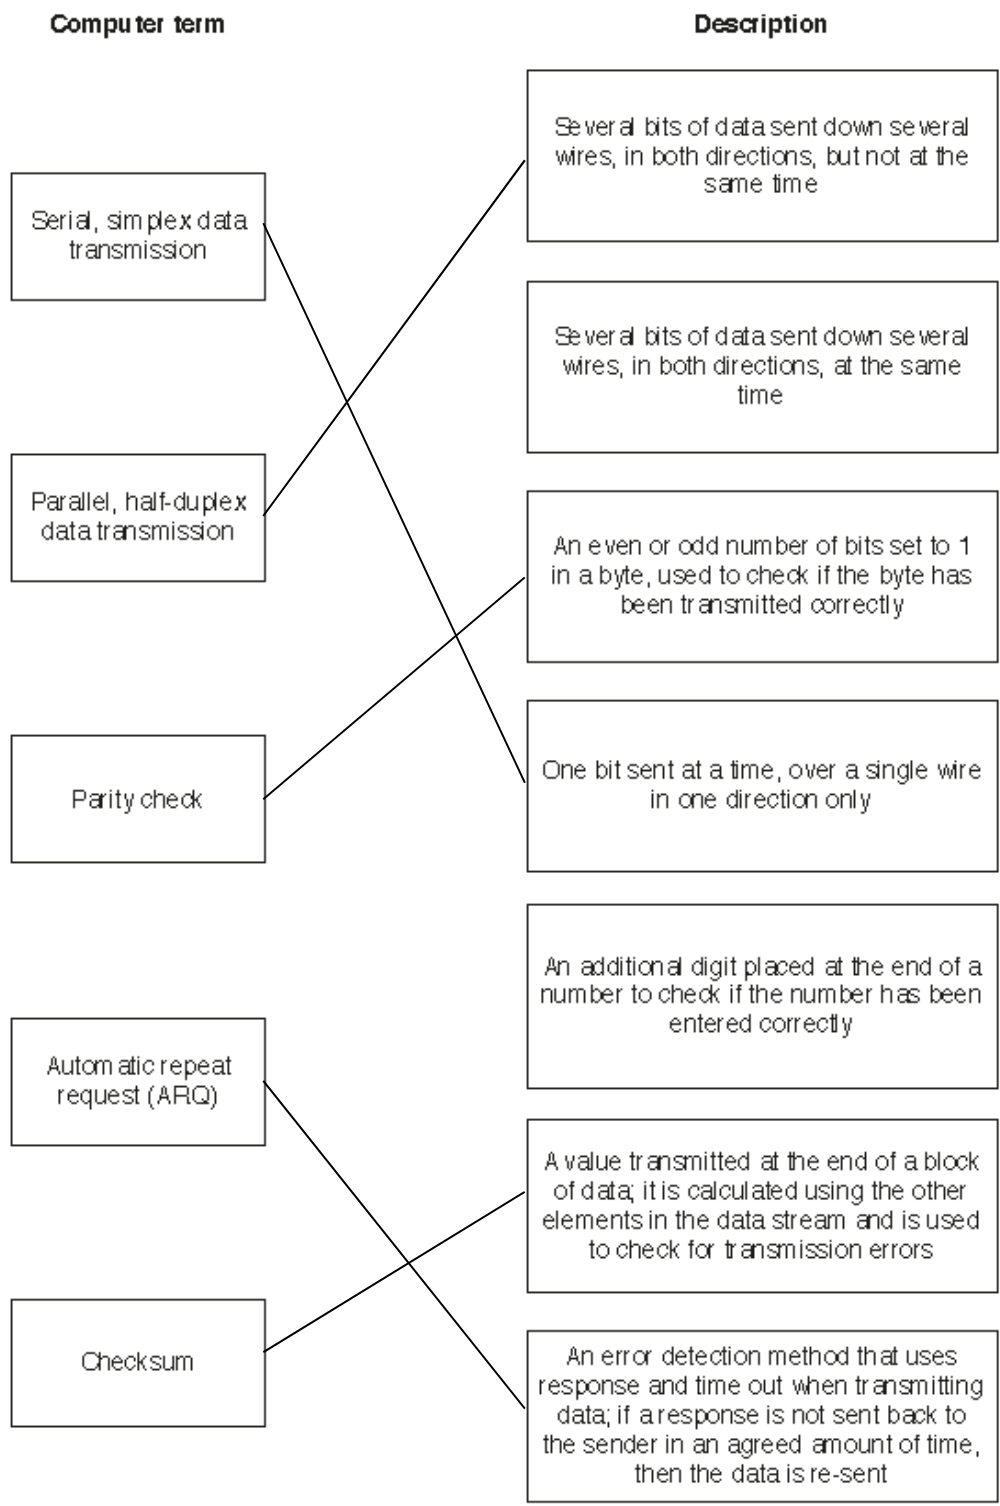 Computer term
Description
Serial, simplex data
transmission
Parallel, half-duplex
data transmission
Parity check
Automatic repeat
request (ARQ)
Checksum
Several bits of data sent down several
wires, in both directions, but not at the
same time
Several bits of data sent down several
wires, in both directions, at the same
time
An even or odd number of bits set to 1
in a byte, used to check if the byte has
been transmitted correctly
One bit sent at a time, over a single wire
in one direction only
An additional digit placed at the end of a
number to check if the number has been
entered correctly
A value transmitted at the end of a block
of data; it is calculated using the other
elements in the data stream and is used
to check for transmission errors
An error detection method that uses
response and time out when transmitting
data; if a response is not sent back to
the sender in an agreed amount of time,
then the data is re-sent